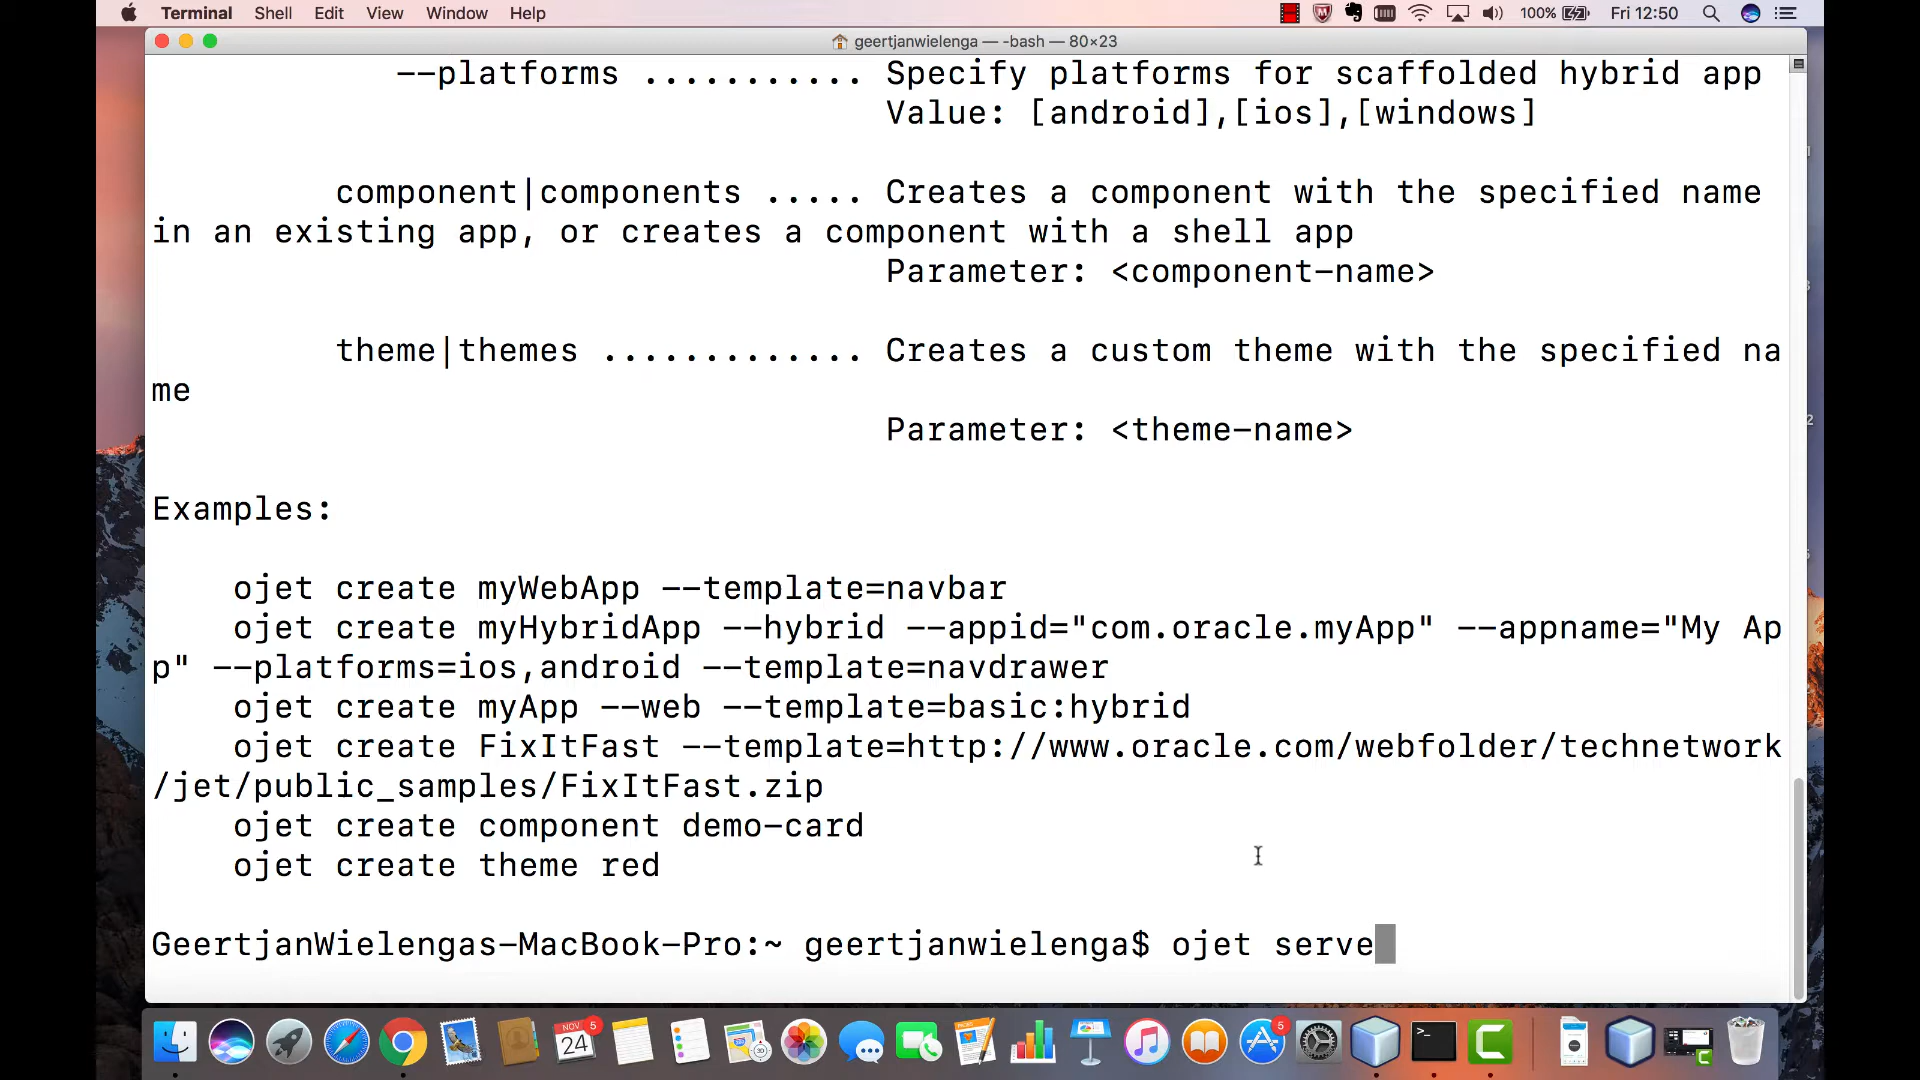 Terminal Shell Edit View Window Help 100% Fri 12:50
geertjanwielenga — -bash — 80×23
--platforms ........... Specify platforms for scaffolded hybrid app
Value: [android],[ios],[windows]
component|components ..... Creates a component with the specified name
in an existing app, or creates a component with a shell app
Parameter: <component-name>
theme|themes ............. Creates a custom theme with the specified na
me
Parameter: <theme-name>
Examples:
ojet create myWebApp --template=navbar
ojet create myHybridApp --hybrid --appid="com.oracle.myApp" --appname="My Ap
p" --platforms=ios,android --template=navdrawer
ojet create myApp --web --template=basic:hybrid
ojet create FixItFast --template=http://www.oracle.com/webfolder/technetwork
/jet/public_samples/FixItFast.zip
ojet create component demo-card
ojet create theme red
GeertjanWielengas-MacBook-Pro:~ geertjanwielenga$ ojet serve
NOV 5
24
5